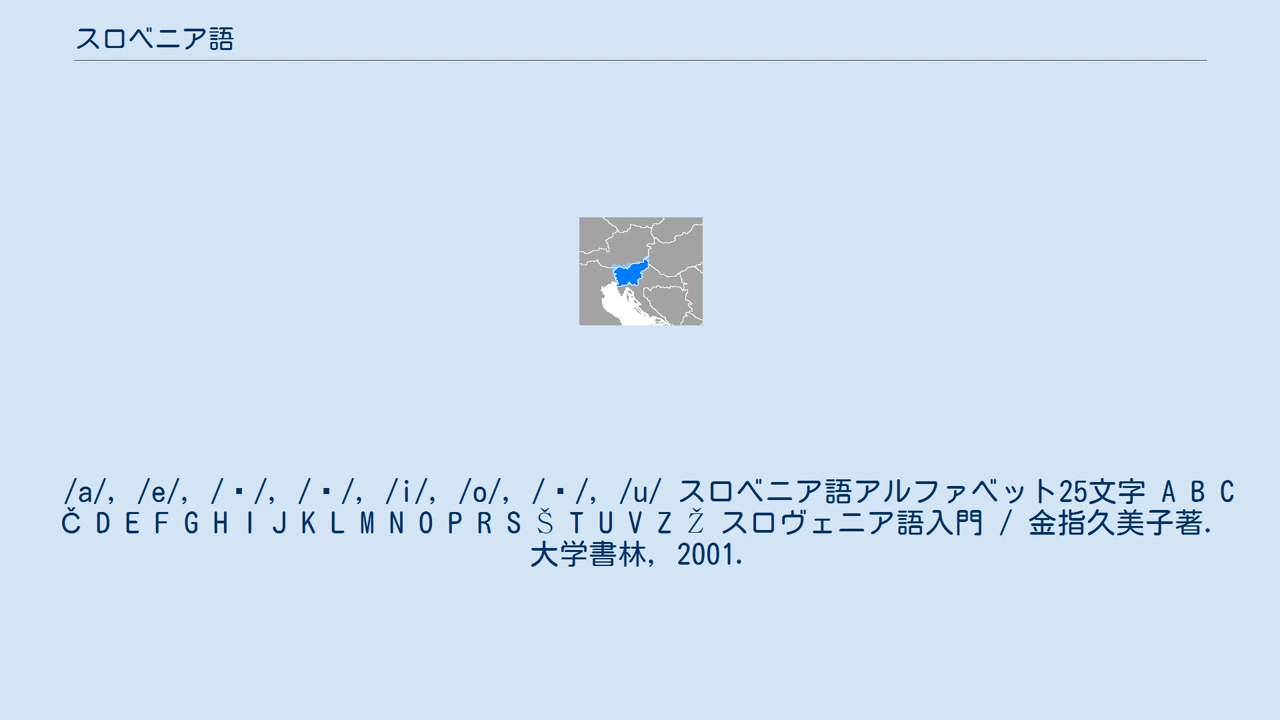 スロベニア語
/a/, /e/, /・/, /・/, /i/, /o/, /・/, /u/ スロベニア語アルファベット25文字 A B C
Č D E F G H I J K L M N O P R S Š T U V Z Ž スロヴェニア語入門 / 金指久美子著.
大学書林, 2001.